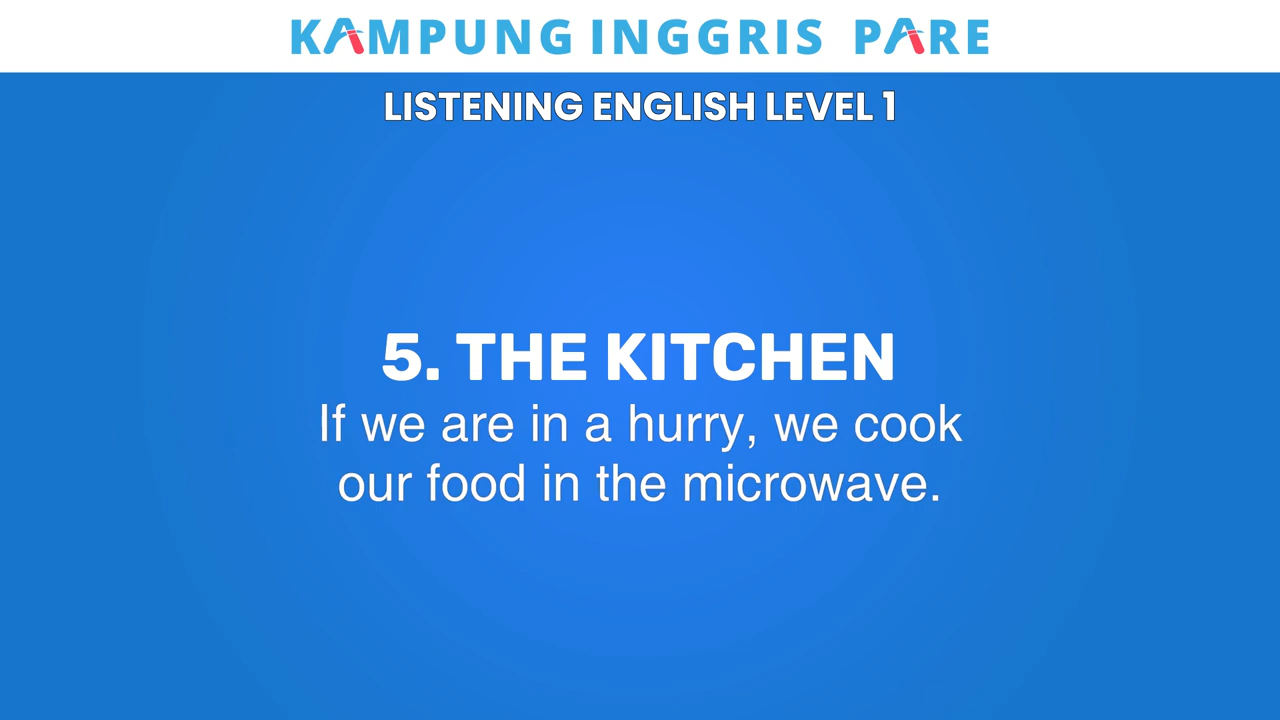 KAMPUNG INGGRIS PARE
LISTENING ENGLISH LEVEL 1
5. THE KITCHEN
If we are in a hurry, we cook
our food in the microwave.